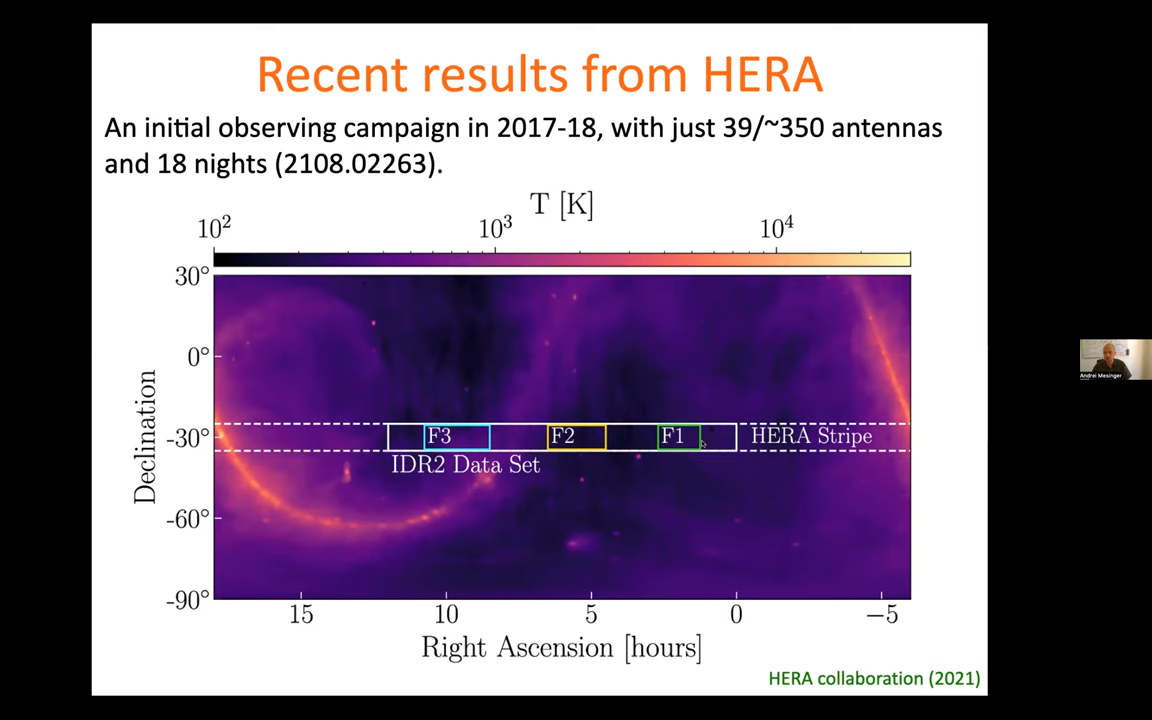 Recent results from HERA
An initial observing campaign in 2017-18, with just 39/~350 antennas
and 18 nights (2108.02263).
T [K]
10² 10³ 10⁴
30°
0°
-30°
-60°
-90°
Declination
F3 F2 F1 HERA Stripe
IDR2 Data Set
15 10 5 0 −5
Right Ascension [hours]
HERA collaboration (2021)
Andrei Mesinger